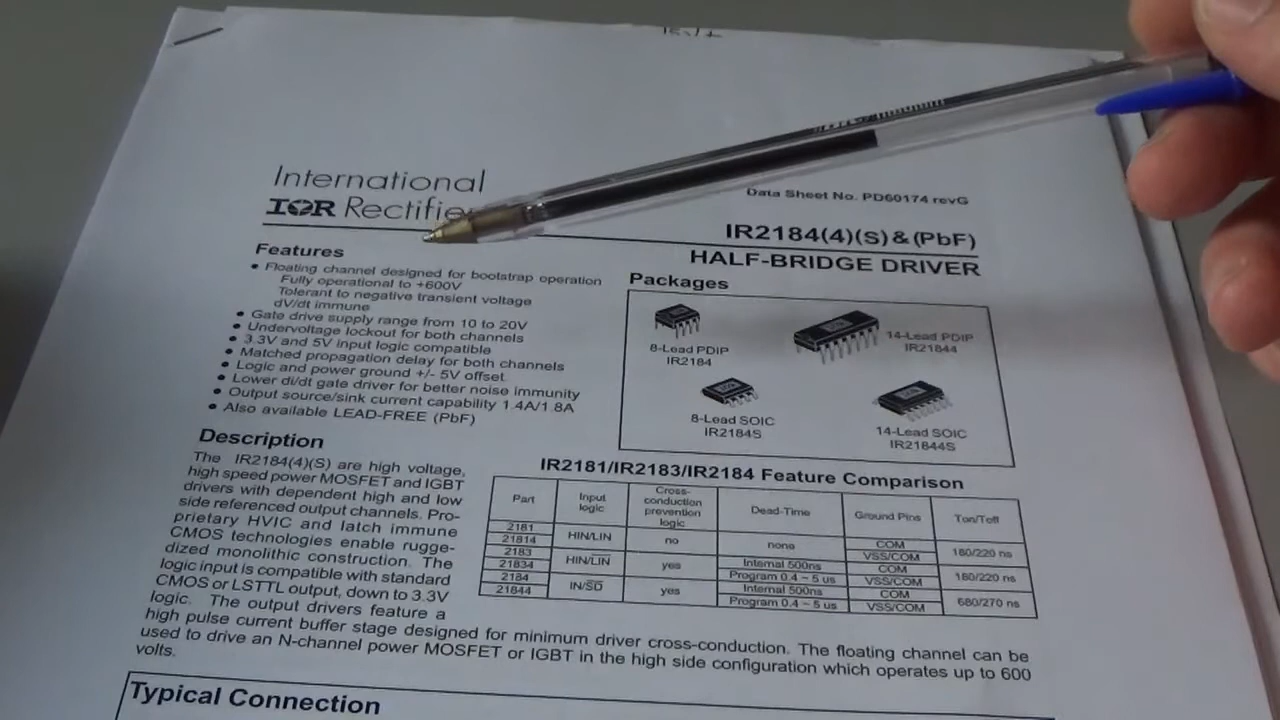 International
IOR Rectifier
Data Sheet No. PD60174 revG
IR2184(4)(S) & (PbF)
HALF-BRIDGE DRIVER
Features
• Floating channel designed for bootstrap operation
Fully operational to +600V
Tolerant to negative transient voltage
dV/dt immune
• Gate drive supply range from 10 to 20V
• Undervoltage lockout for both channels
• 3.3V and 5V input logic compatible
• Matched propagation delay for both channels
• Logic and power ground +/- 5V offset
• Lower di/dt gate driver for better noise immunity
• Output source/sink current capability 1.4A/1.8A
• Also available LEAD-FREE (PbF)
Packages
8-Lead PDIP
IR2184
14-Lead PDIP
IR21844
8-Lead SOIC
IR2184S
14-Lead SOIC
IR21844S
Description
The IR2184(4)(S) are high voltage,
high speed power MOSFET and IGBT
drivers with dependent high and low
side referenced output channels. Pro-
prietary HVIC and latch immune
CMOS technologies enable rugge-
dized monolithic construction. The
logic input is compatible with standard
CMOS or LSTTL output, down to 3.3V
logic. The output drivers feature a
high pulse current buffer stage designed for minimum driver cross-conduction. The floating channel can be
used to drive an N-channel power MOSFET or IGBT in the high side configuration which operates up to 600
volts.
IR2181/IR2183/IR2184 Feature Comparison
Part
Input
logic
Cross-
conduction
prevention
logic
Dead-Time
Ground Pins
Ton/Toff
2181
21814
HIN/LIN
no
none
COM
VSS/COM
180/220 ns
2183
21834
HIN/LIN
yes
Internal 500ns
Program 0.4 ~ 5 us
COM
VSS/COM
180/220 ns
2184
21844
IN/SD
yes
Internal 500ns
Program 0.4 ~ 5 us
COM
VSS/COM
680/270 ns
Typical Connection